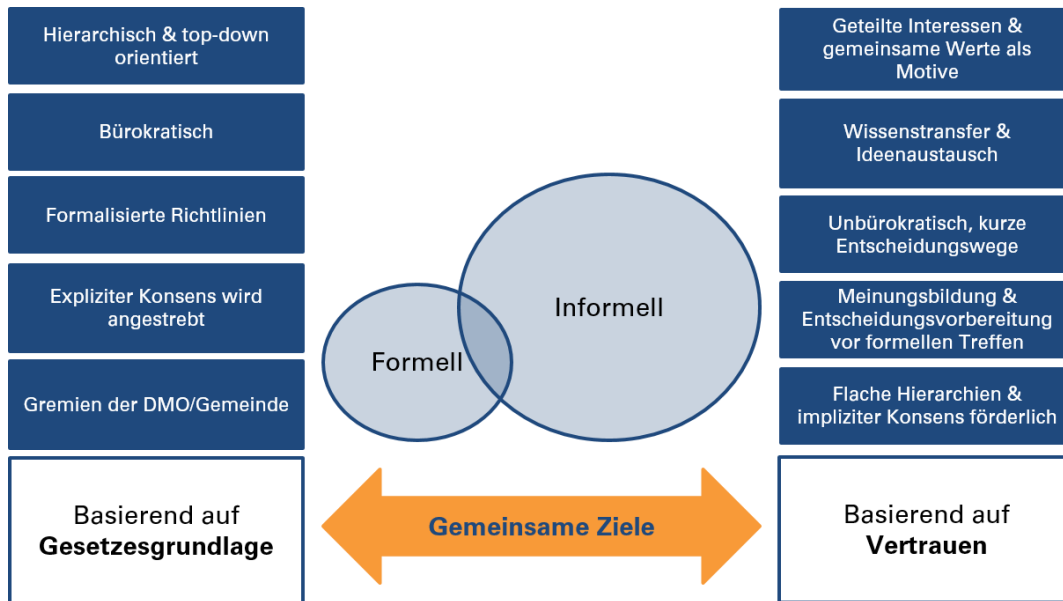 Hierarchisch & top-down
orientiert
Bürokratisch
Formalisierte Richtlinien
Expliziter Konsens wird
angestrebt
Gremien der DMO/Gemeinde
Basierend auf
Gesetzesgrundlage
Formell
Informell
Gemeinsame Ziele
Geteilte Interessen &
gemeinsame Werte als
Motive
Wissenstransfer &
Ideenaustausch
Unbürokratisch, kurze
Entscheidungswege
Meinungsbildung &
Entscheidungsvorbereitung
vor formellen Treffen
Flache Hierarchien &
impliziter Konsens förderlich
Basierend auf
Vertrauen